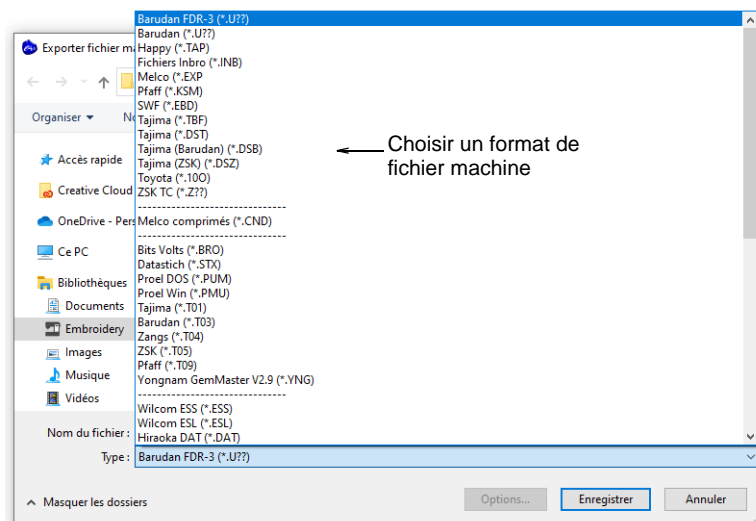 Barudan FDR-3 (*.U??)
Exporter fichier ma
Barudan (*.U??)
Happy (*.TAP)
Fichiers Inbro (*.INB)
Melco (*.EXP
Pfaff (*.KSM)
SWF (*.EBD)
Tajima (*.TBF)
Tajima (*.DST)
Tajima (Barudan) (*.DSB)
Tajima (ZSK) (*.DSZ)
Toyota (*.10O)
ZSK TC (*.Z??)
-------------------------------
Melco comprimés (*.CND)
-------------------------------
Bits Volts (*.BRO)
Datastich (*.STX)
Proel DOS (*.PUM)
Proel Win (*.PMU)
Tajima (*.T01)
Barudan (*.T03)
Zangs (*.T04)
ZSK (*.T05)
Pfaff (*.T09)
Yongnam GemMaster V2.9 (*.YNG)
-------------------------------
Wilcom ESS (*.ESS)
Wilcom ESL (*.ESL)
Hiraoka DAT (*.DAT)
Choisir un format de
fichier machine
Organiser
No
Accès rapide
Creative Cloud
OneDrive - Pers
Ce PC
Bibliothèques
Documents
Embroidery
Images
Musique
Vidéos
Nom du fichier :
Type : Barudan FDR-3 (*.U??)
Masquer les dossiers
Options...
Enregistrer
Annuler